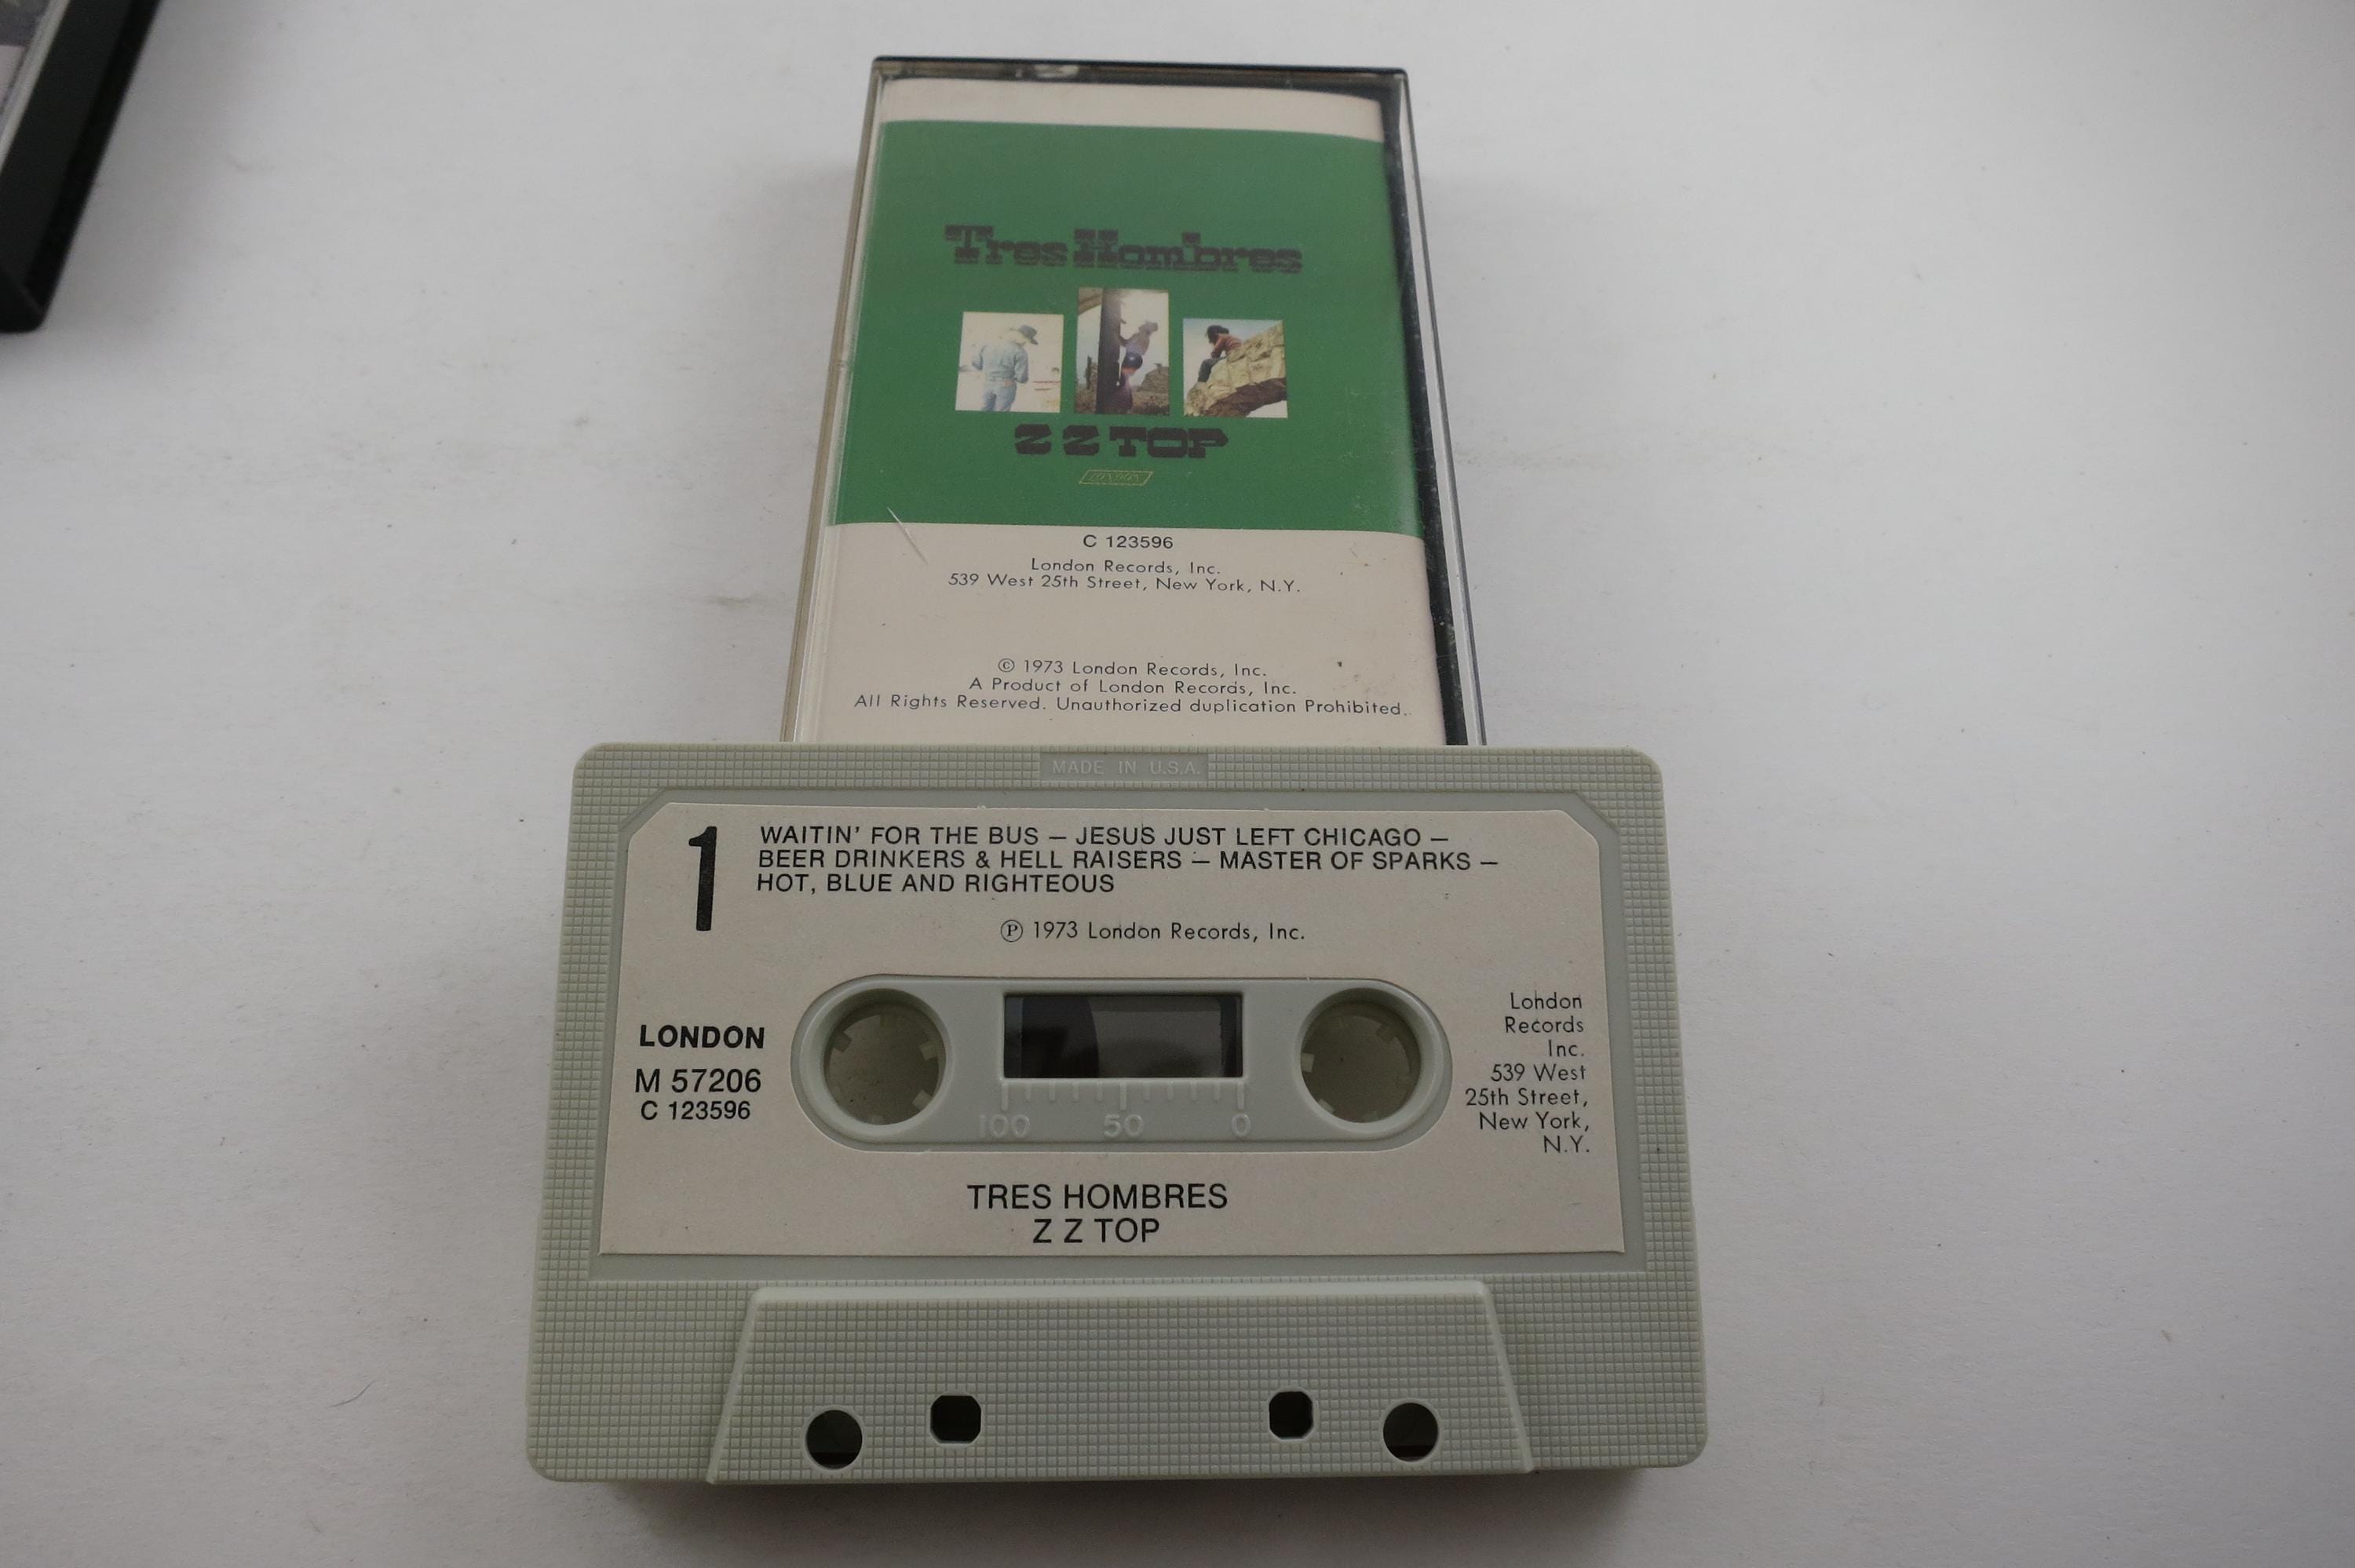 Tres Hombres
Z Z TOP
LONDON
C 123596
London Records, Inc.
539 West 25th Street, New York, N.Y.
© 1973 London Records, Inc.
A Product of London Records, Inc.
All Rights Reserved. Unauthorized duplication Prohibited.
MADE IN U.S.A.
1
WAITIN' FOR THE BUS – JESUS JUST LEFT CHICAGO –
BEER DRINKERS & HELL RAISERS – MASTER OF SPARKS –
HOT, BLUE AND RIGHTEOUS
℗ 1973 London Records, Inc.
LONDON
M 57206
C 123596
100 50 0
London
Records
Inc.
539 West
25th Street,
New York,
N.Y.
TRES HOMBRES
Z Z TOP